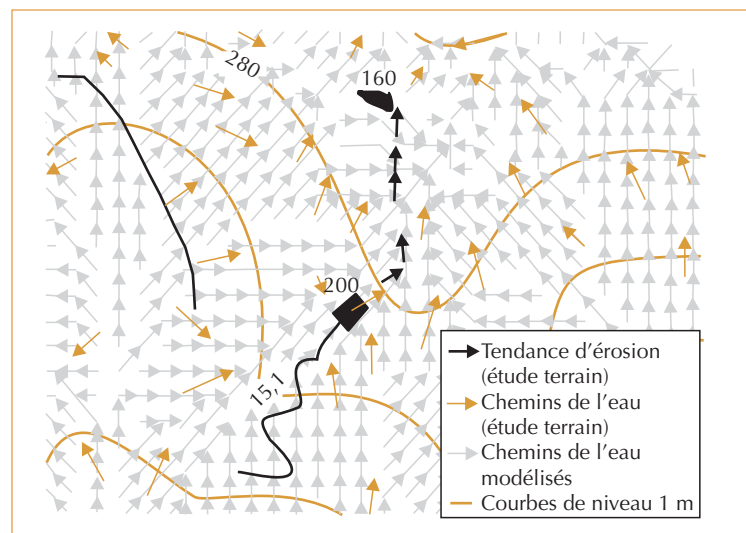 280
160
200
15,1
Tendance d'érosion
(étude terrain)
Chemins de l'eau
(étude terrain)
Chemins de l'eau
modélisés
Courbes de niveau 1 m